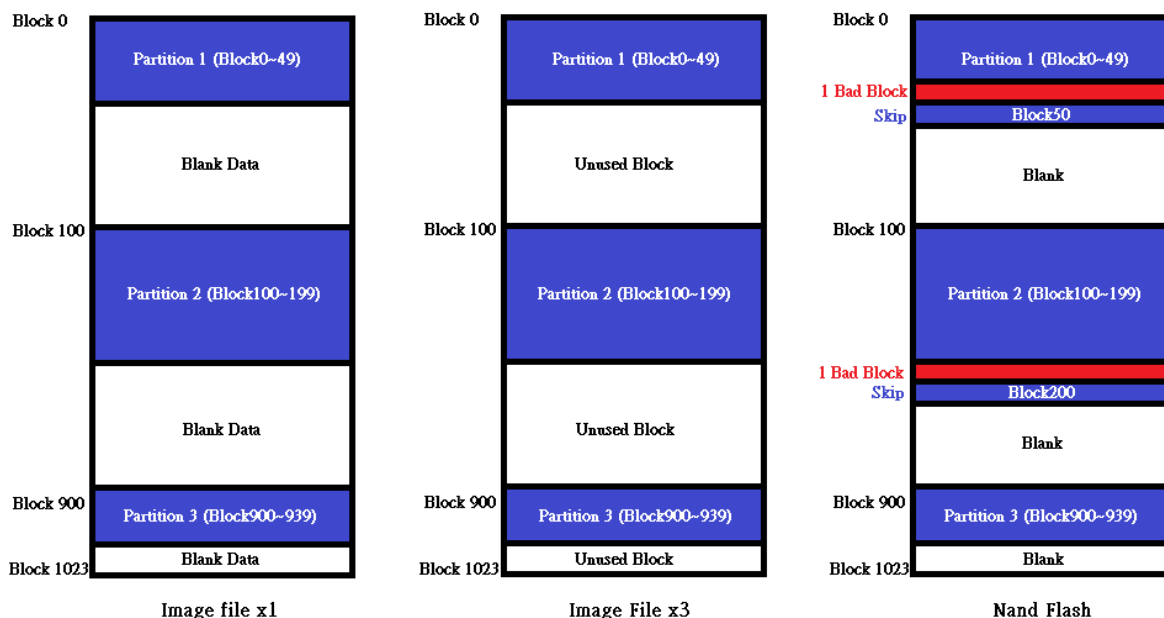 Block 0
Partition 1 (Block0~49)
Blank Data
Block 100
Partition 2 (Block100~199)
Blank Data
Block 900
Partition 3 (Block900~939)
Blank Data
Block 1023
Image file x1
Block 0
Partition 1 (Block0~49)
Unused Block
Block 100
Partition 2 (Block100~199)
Unused Block
Block 900
Partition 3 (Block900~939)
Unused Block
Block 1023
Image File x3
Block 0
Partition 1 (Block0~49)
1 Bad Block
Skip
Block50
Blank
Block 100
Partition 2 (Block100~199)
1 Bad Block
Skip
Block200
Blank
Block 900
Partition 3 (Block900~939)
Blank
Block 1023
Nand Flash